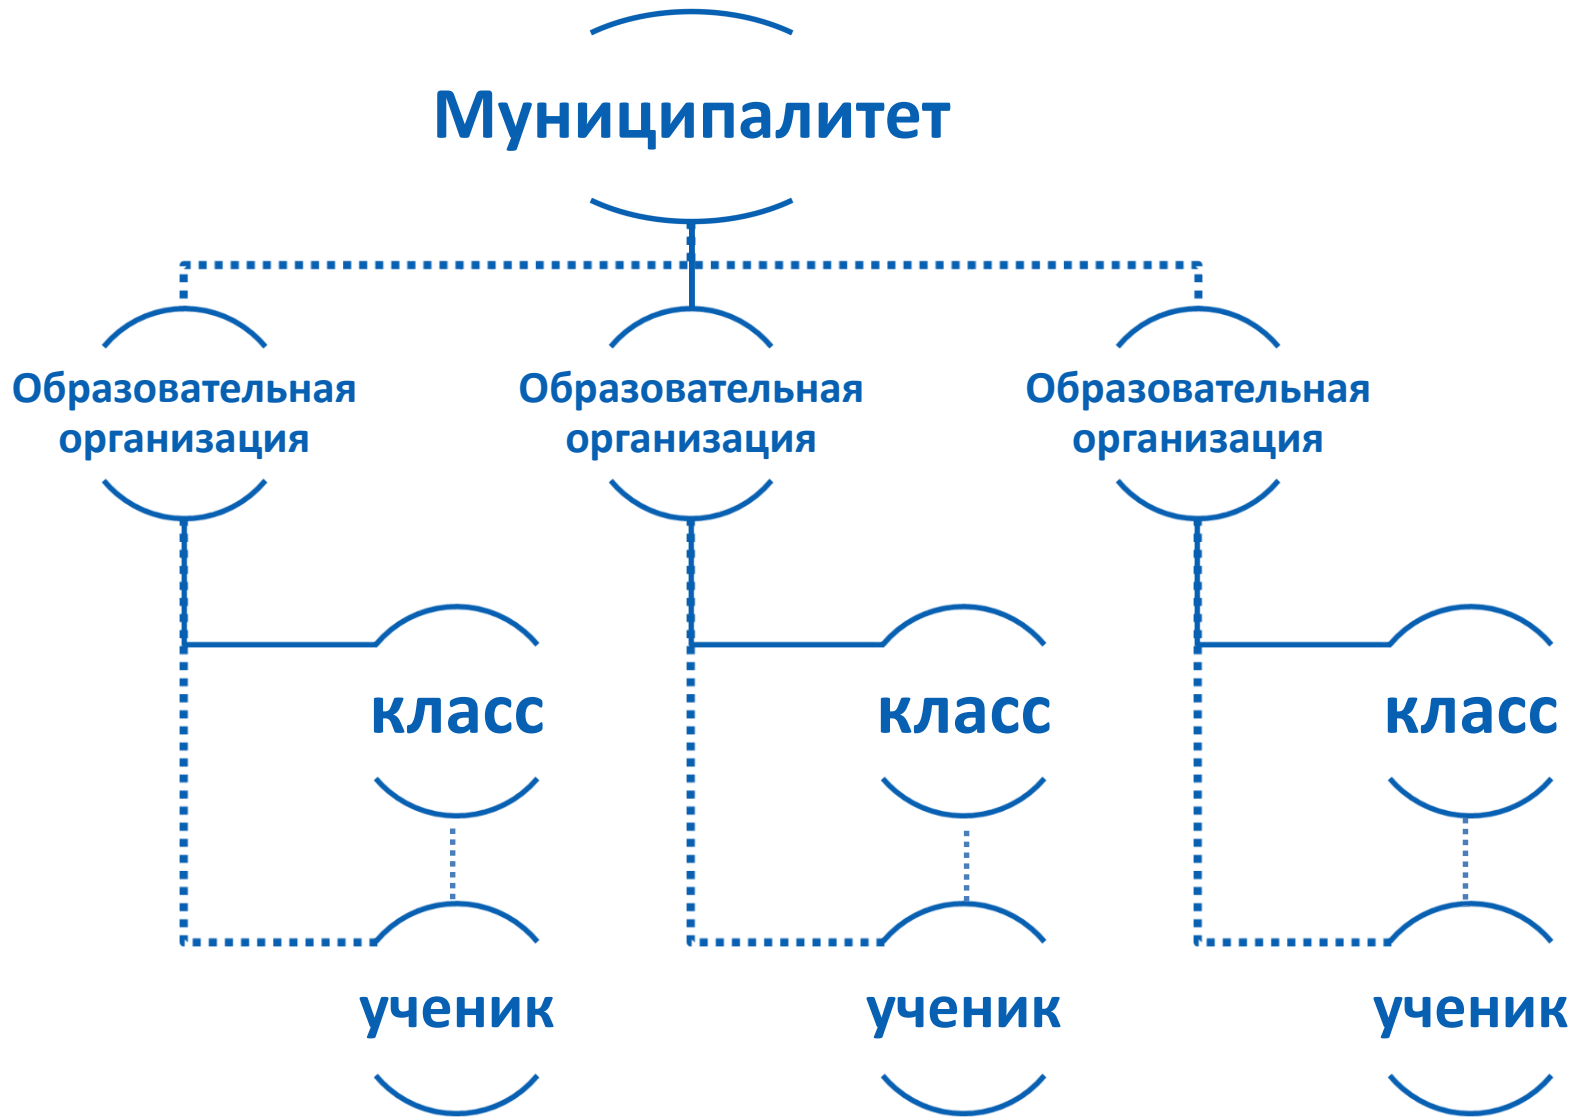 Муниципалитет
Образовательная
организация
Образовательная
организация
Образовательная
организация
класс
класс
класс
ученик
ученик
ученик